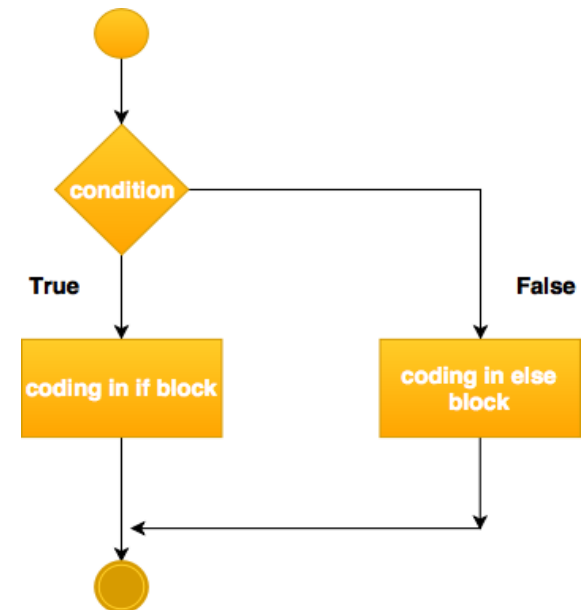 condition
True
False
coding in if block
coding in else
block